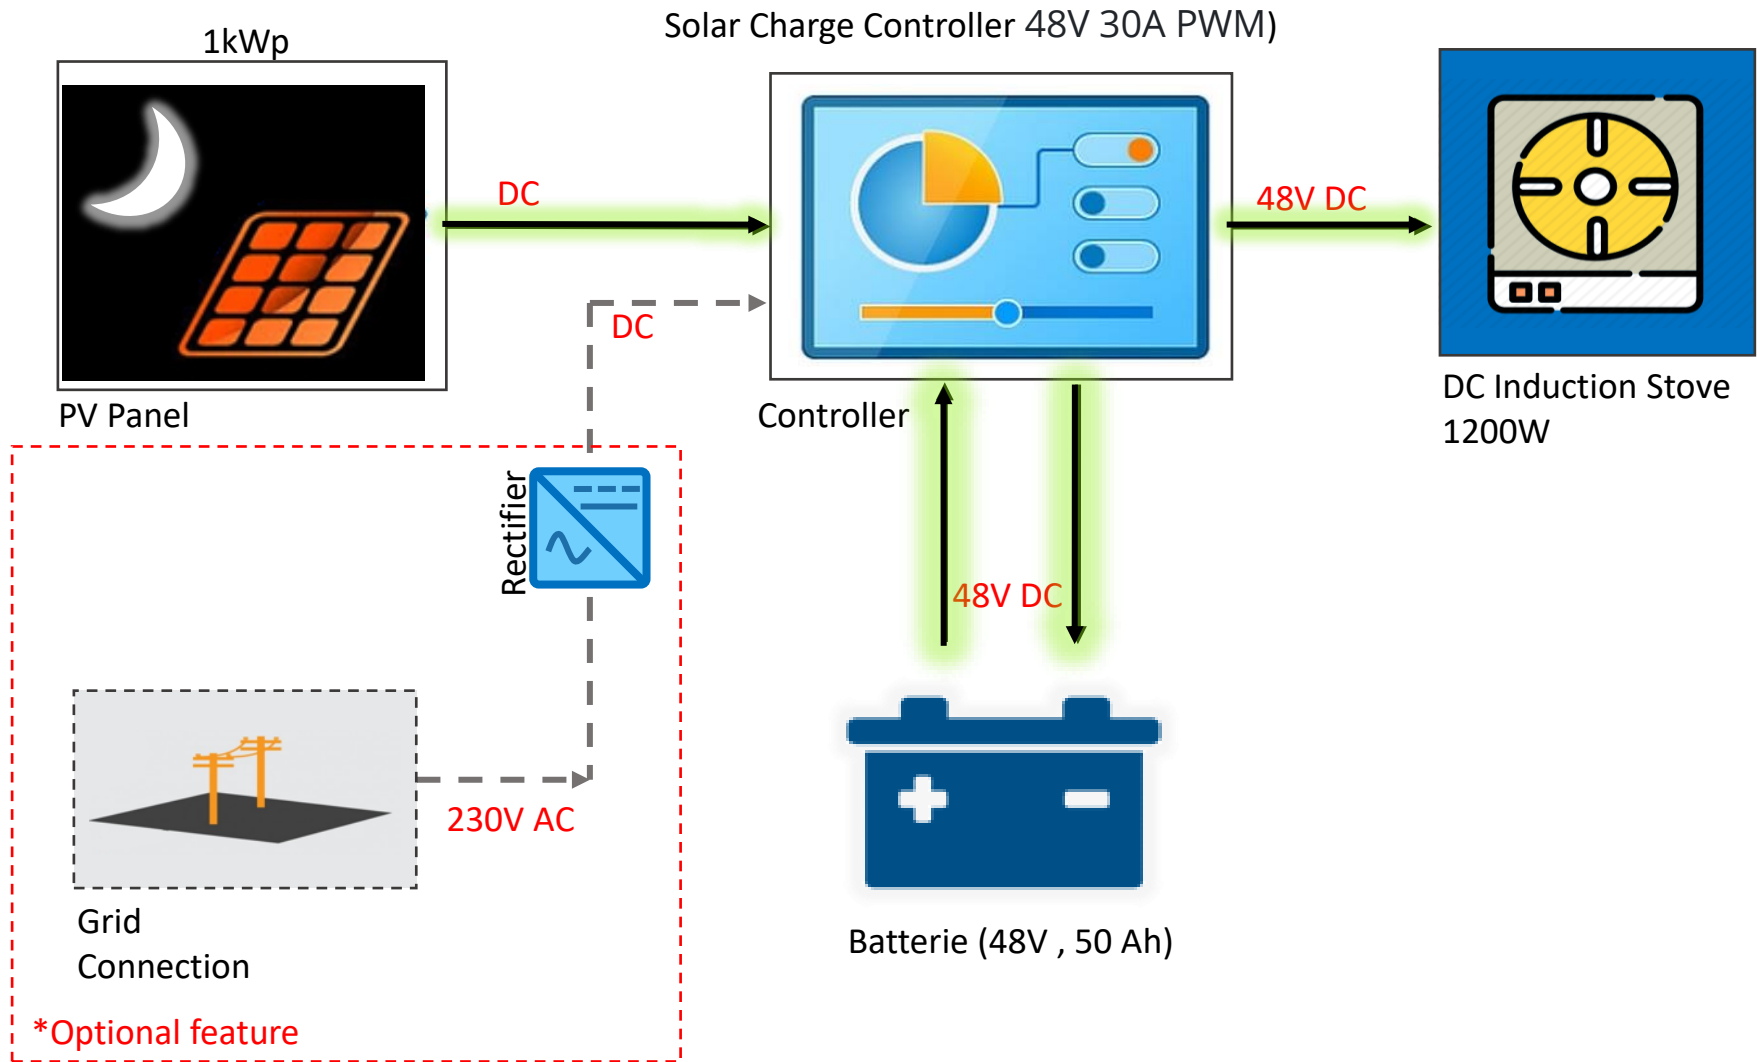 Solar Charge Controller 48V 30A PWM)
1kWp
DC
48V DC
DC
PV Panel
Controller
DC Induction Stove
1200W
Rectifier
48V DC
230V AC
Grid
Connection
Batterie (48V , 50 Ah)
*Optional feature